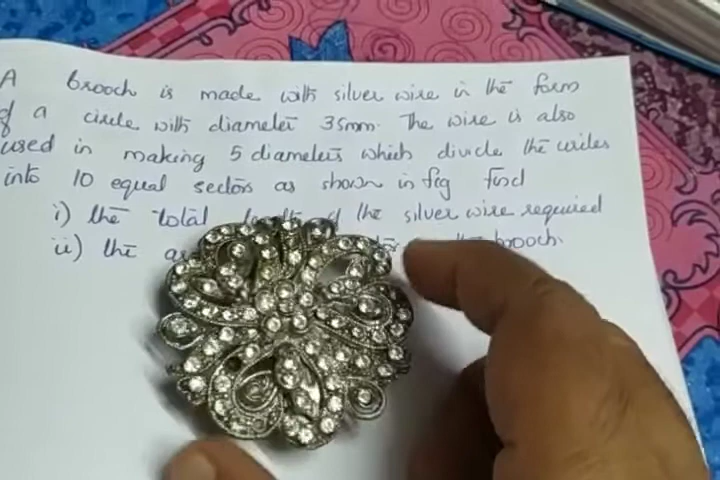 A brooch is made with silver wire in the form
of a circle with diameter 35mm. The wire is also
used in making 5 diameters which divide the circles
into 10 equal sectors as shown in fig find
i) the total of the silver wire required
ii) the brooch.